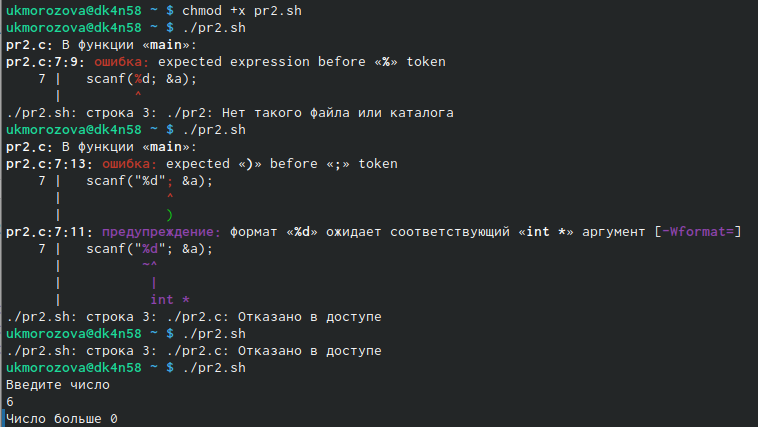 ukmorozova@dk4n58 ~ $ chmod +x pr2.sh
ukmorozova@dk4n58 ~ $ ./pr2.sh
pr2.c: В функции «main»:
pr2.c:7:9: ошибка: expected expression before «%» token
    7 |   scanf(%d; &a);
      |         ^
./pr2.sh: строка 3: ./pr2: Нет такого файла или каталога
ukmorozova@dk4n58 ~ $ ./pr2.sh
pr2.c: В функции «main»:
pr2.c:7:13: ошибка: expected «)» before «;» token
    7 |   scanf("%d"; &a);
      |             ^
      |             )
pr2.c:7:11: предупреждение: формат «%d» ожидает соответствующий «int *» аргумент [-Wformat=]
    7 |   scanf("%d"; &a);
      |          ~^
      |           |
      |           int *
./pr2.sh: строка 3: ./pr2.c: Отказано в доступе
ukmorozova@dk4n58 ~ $ ./pr2.sh
./pr2.sh: строка 3: ./pr2.c: Отказано в доступе
ukmorozova@dk4n58 ~ $ ./pr2.sh
Введите число
6
Число больше 0